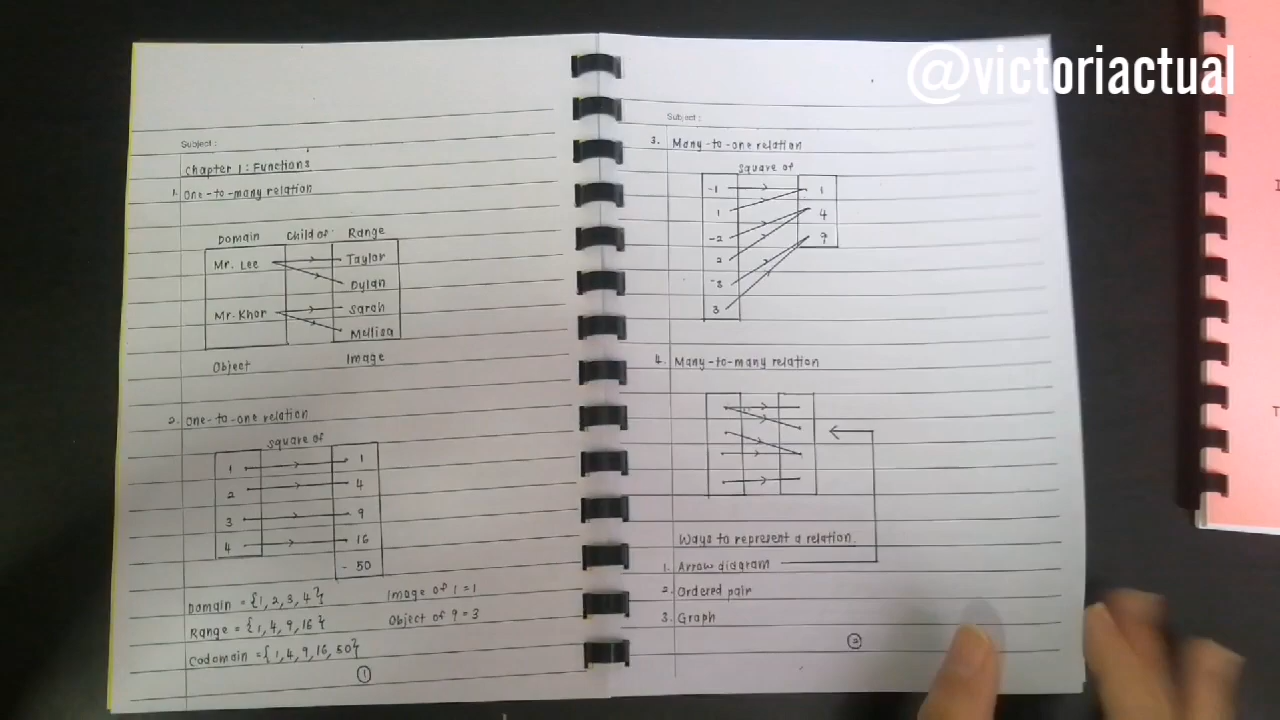 @victoriactual
Subject :
Chapter 1 : Functions
1. One-to-many relation
Domain Child of Range
Mr. Lee Taylor
Dylan
Mr. Khor Sarah
Mellisa
Object Image
2. One-to-one relation
square of
1 1
2 4
3 9
4 16
50
Domain = {1, 2, 3, 4} Image of 1 = 1
Range = {1, 4, 9, 16} Object of 9 = 3
Codomain = {1, 4, 9, 16, 50}
1
Subject :
3. Many-to-one relation
square of
-1 1
1 4
-2 9
2
-3
3
4. Many-to-many relation
Ways to represent a relation.
1. Arrow diagram
2. Ordered pair
3. Graph
2